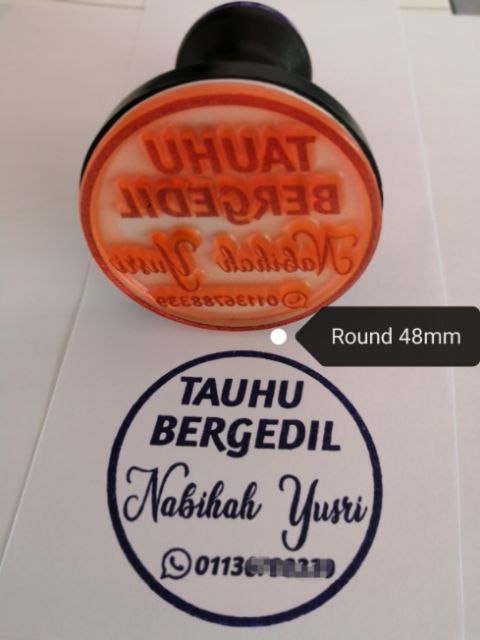 TAUHU
BERGEDIL
Nabihah Yusri
Round 48mm
TAUHU
BERGEDIL
Nabihah Yusri